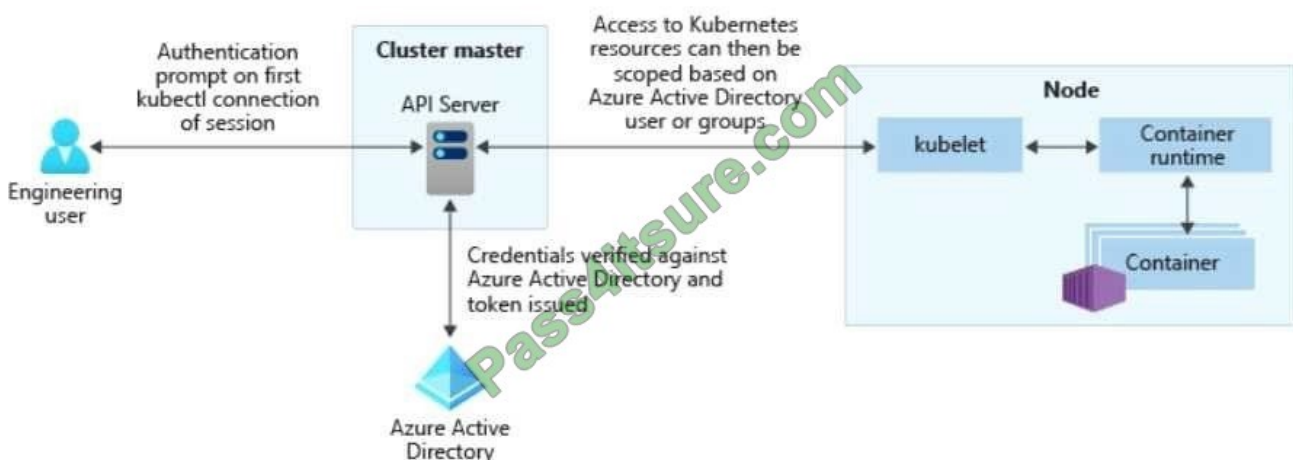 Authentication
prompt on first
kubectl connection
of session
Engineering
user
Cluster master
API Server
Access to Kubernetes
resources can then be
scoped based on
Azure Active Directory
user or groups
Node
kubelet
Container
runtime
Container
Credentials verified against
Azure Active Directory and
token issued
Azure Active
Directory
Pass4itsure.com